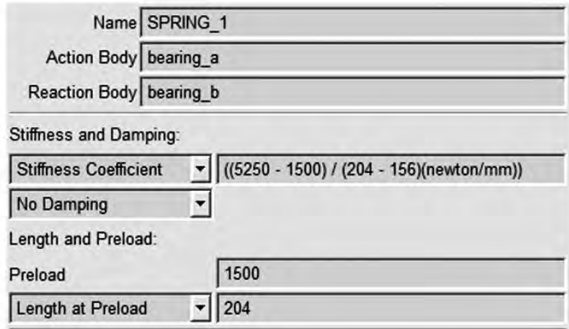 Name SPRING_1
Action Body bearing_a
Reaction Body bearing_b
Stiffness and Damping:
Stiffness Coefficient ((5250 - 1500) / (204 - 156)(newton/mm))
No Damping
Length and Preload:
Preload 1500
Length at Preload 204